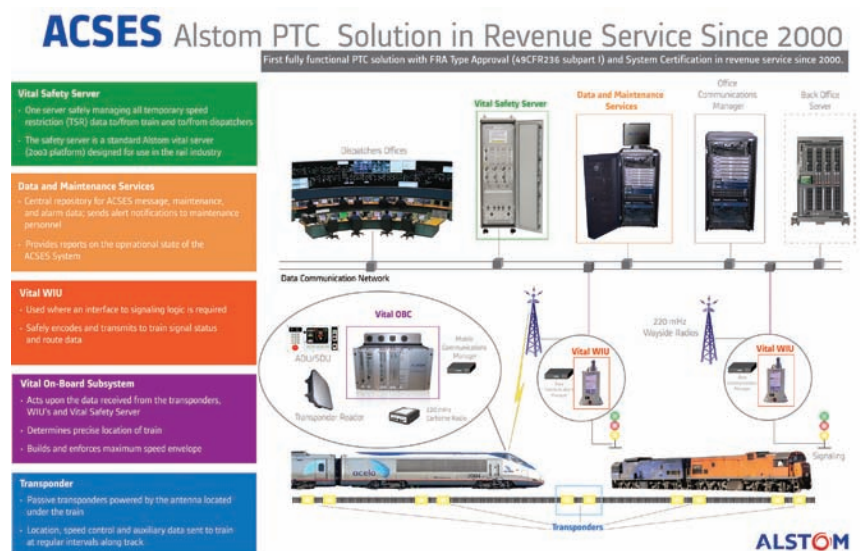 ACSES Alstom PTC Solution in Revenue Service Since 2000
First fully functional PTC solution with FRA Type Approval (49CFR236 subpart I) and System Certification in revenue service since 2000.
Vital Safety Server
- One server safely managing all temporary speed
restriction (TSR) data to/from train and to/from dispatchers
- The safety server is a standard Alstom vital server
(2oo3 platform) designed for use in the rail industry
Data and Maintenance Services
- Central repository for ACSES message, maintenance,
and alarm data; sends alert notifications to maintenance
personnel
- Provides reports on the operational state of the
ACSES System
Vital WIU
- Used where an interface to signaling logic is required
- Safely encodes and transmits to train signal status
and route data
Vital On-Board Subsystem
- Acts upon the data received from the transponders,
WIU's and Vital Safety Server
- Determines precise location of train
- Builds and enforces maximum speed envelope
Transponder
- Passive transponders powered by the antenna located
under the train
- Location, speed control and auxiliary data sent to train
at regular intervals along track
Dispatchers Offices
Vital Safety Server
Data and Maintenance
Services
Office
Communications
Manager
Back Office
Server
Data Communication Network
Vital OBC
ADU/SDU
Mobile
Communications
Manager
Transponder Reader
220 mHz
Carborne Radio
Vital WIU
220 mHz
Wayside Radios
Vital WIU
Signaling
acela
Transponders
ALSTOM